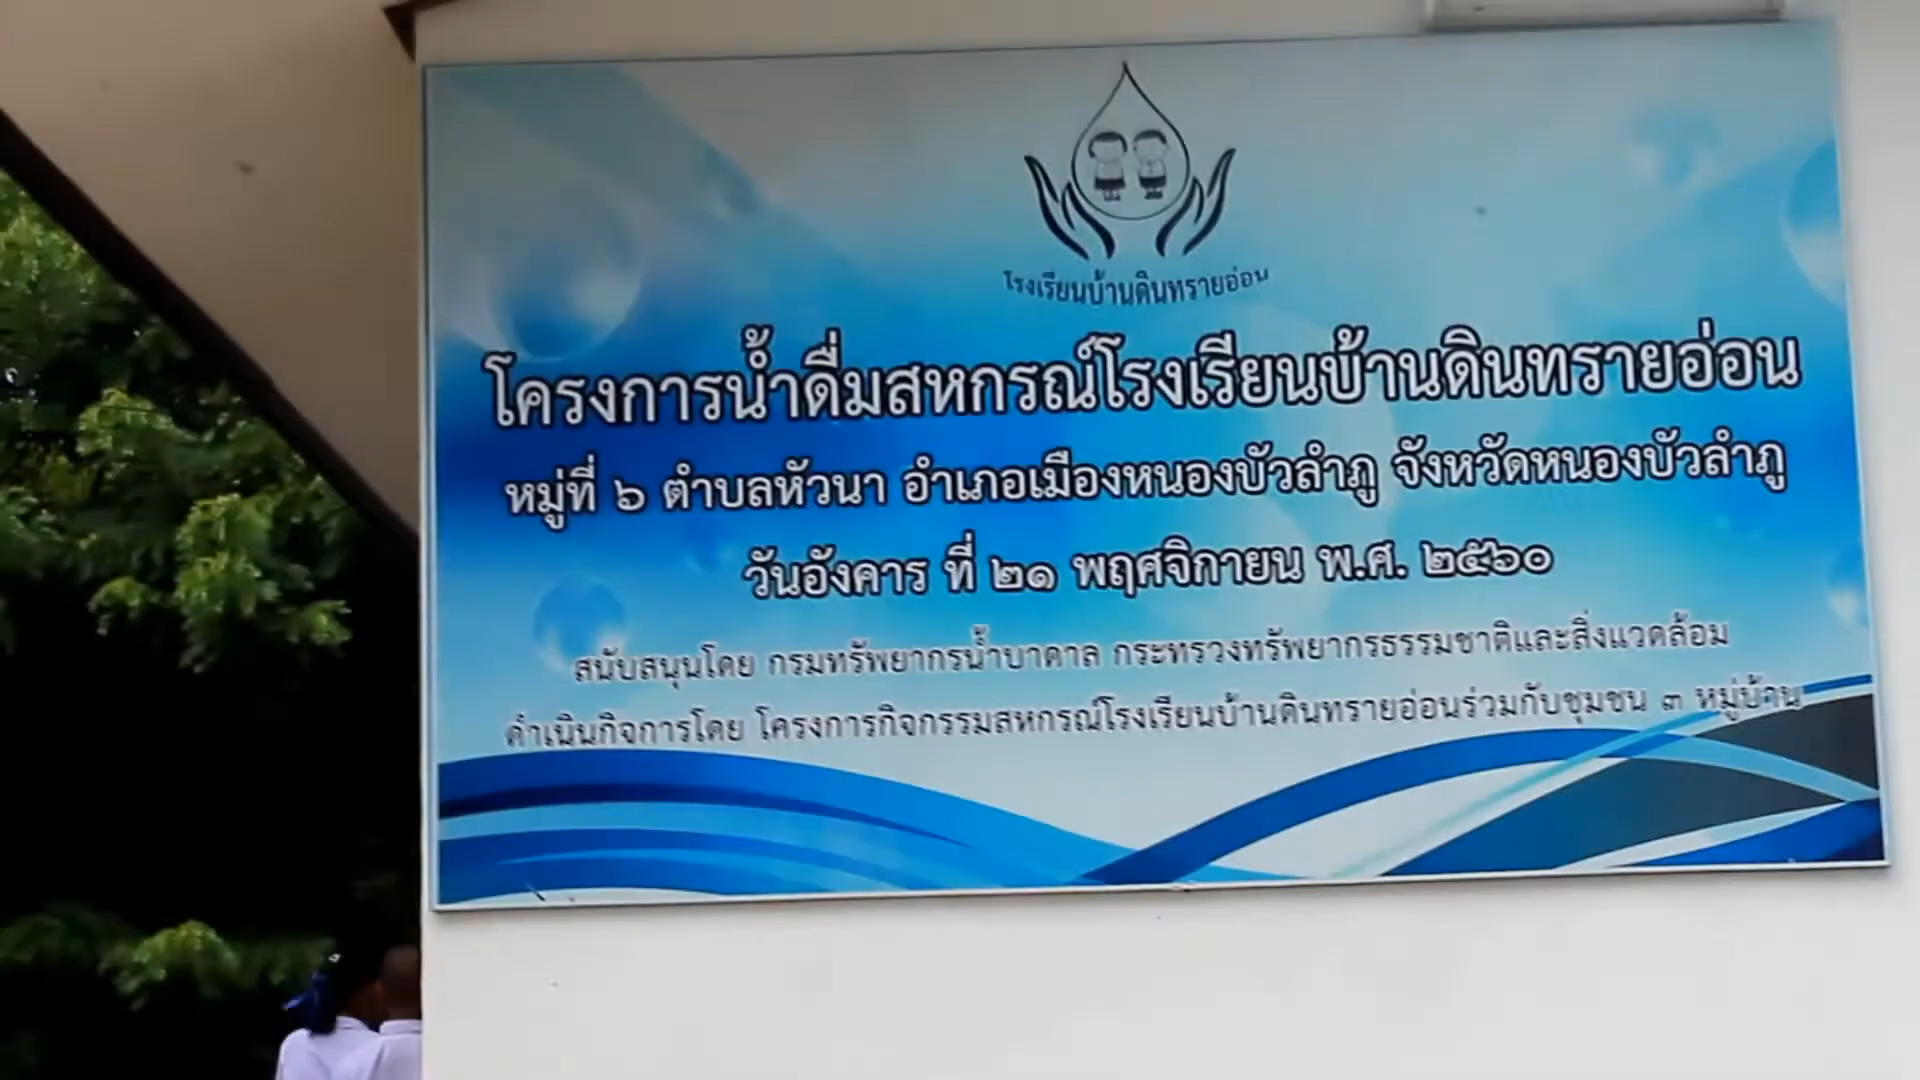 โรงเรียนบ้านดินทรายอ่อน
โครงการน้ำดื่มสหกรณ์โรงเรียนบ้านดินทรายอ่อน
หมู่ที่ ๖ ตำบลหัวนา อำเภอเมืองหนองบัวลำภู จังหวัดหนองบัวลำภู
วันอังคาร ที่ ๒๑ พฤศจิกายน พ.ศ. ๒๕๖๐
สนับสนุนโดย กรมทรัพยากรน้ำบาดาล กระทรวงทรัพยากรธรรมชาติและสิ่งแวดล้อม
ดำเนินกิจการโดย โครงการกิจกรรมสหกรณ์โรงเรียนบ้านดินทรายอ่อนร่วมกับชุมชน ๓ หมู่บ้าน